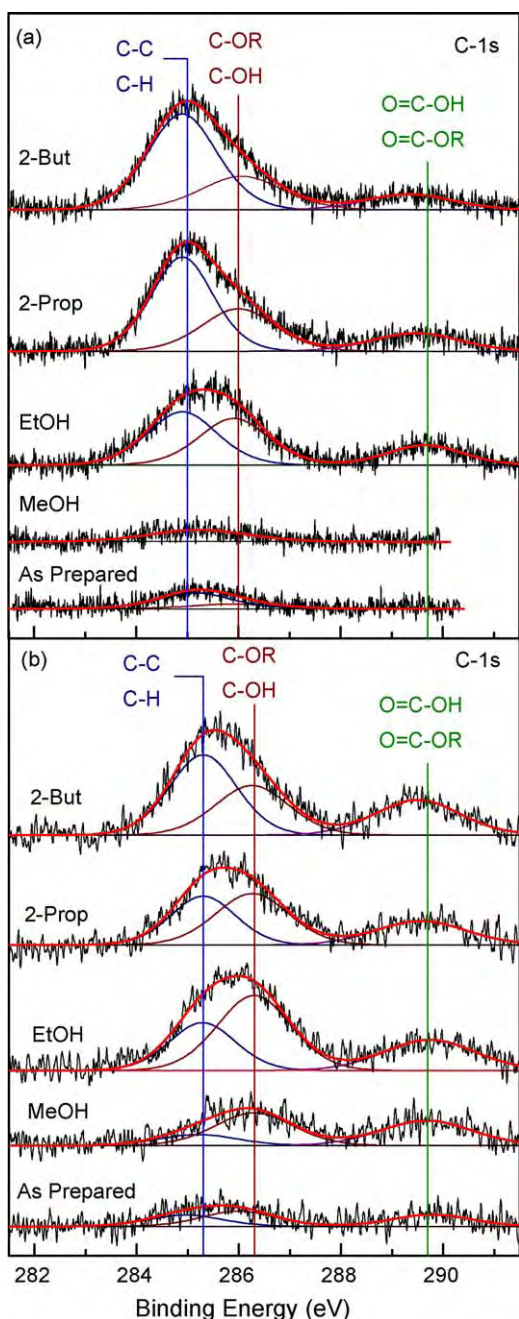 (a)
C-1s
C-C
C-H
C-OR
C-OH
O=C-OH
O=C-OR
2-But
2-Prop
EtOH
MeOH
As Prepared
(b)
C-1s
C-C
C-H
C-OR
C-OH
O=C-OH
O=C-OR
2-But
2-Prop
EtOH
MeOH
As Prepared
282 284 286 288 290
Binding Energy (eV)